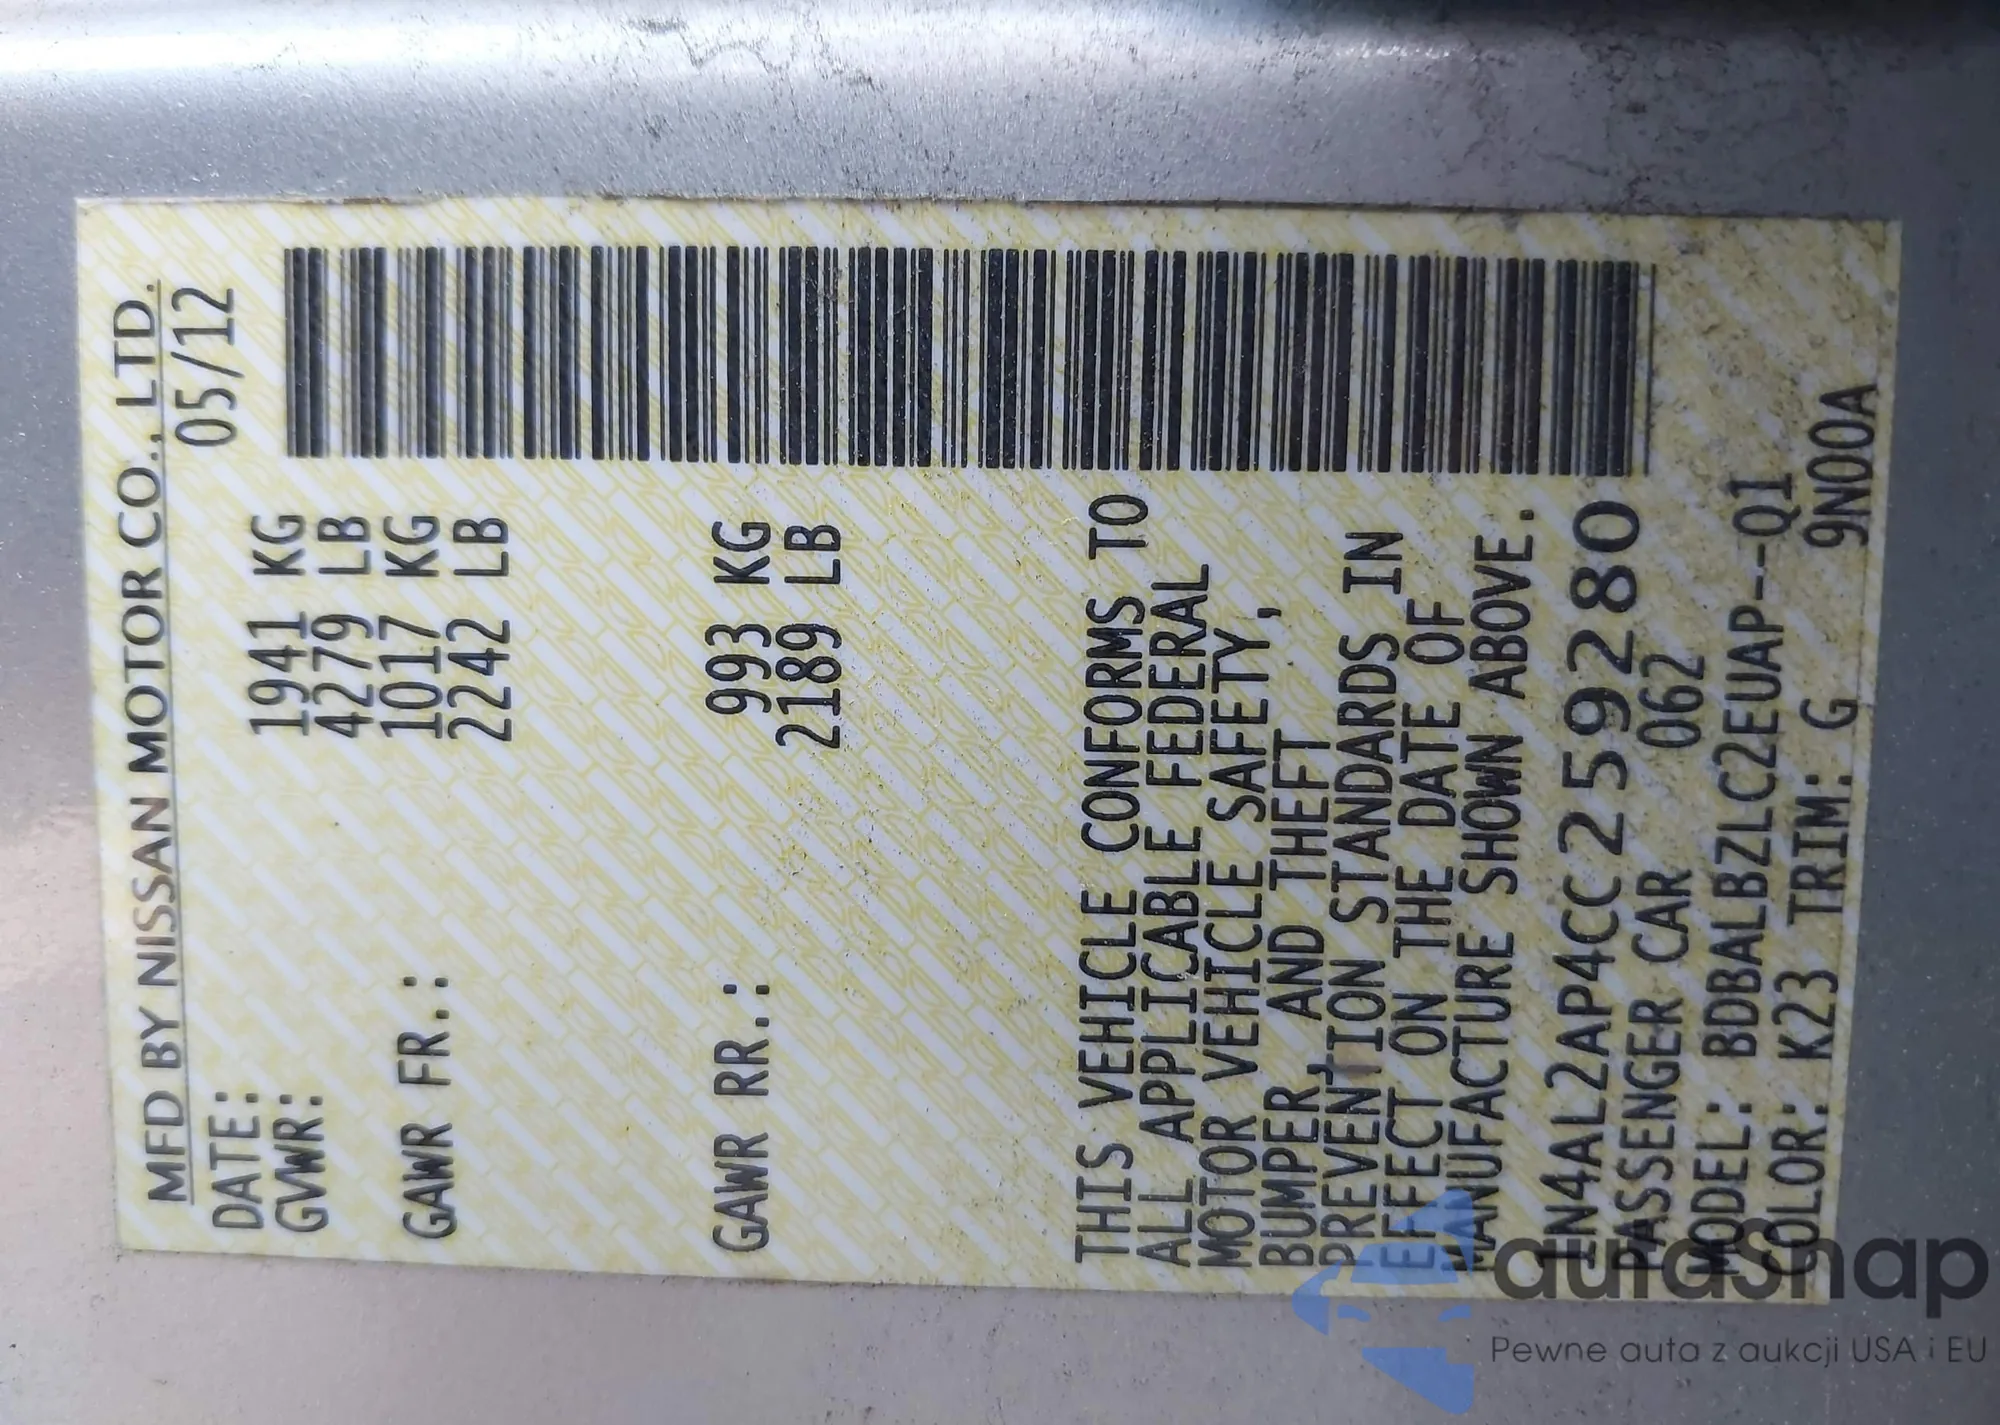 MFD BY NISSAN MOTOR CO., LTD.
DATE: 05/12
GVWR: 1941 KG
4279 LB
GAWR FR.: 1017 KG
2242 LB
GAWR RR.: 993 KG
2189 LB
THIS VEHICLE CONFORMS TO
ALL APPLICABLE FEDERAL
MOTOR VEHICLE SAFETY,
BUMPER, AND THEFT
PREVENTION STANDARDS IN
EFFECT ON THE DATE OF
MANUFACTURE SHOWN ABOVE.
1N4AL2AP4CC259280
PASSENGER CAR 062
MODEL: BDBALBZLC2EUAP--Q1
COLOR: K23 TRIM: G 9N00A
auraSnap
Pewne auta z aukcji USA i EU